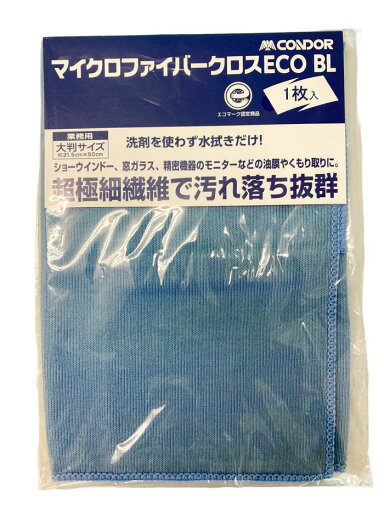 CONDOR
マイクロファイバークロスECO BL
1枚入
エコマーク認定商品
業務用
大判サイズ
約31.5cm×50cm
洗剤を使わず水拭きだけ!
ショーウインドー、窓ガラス、精密機器のモニターなどの油膜やくもり取りに。
超極細繊維で汚れ落ち抜群